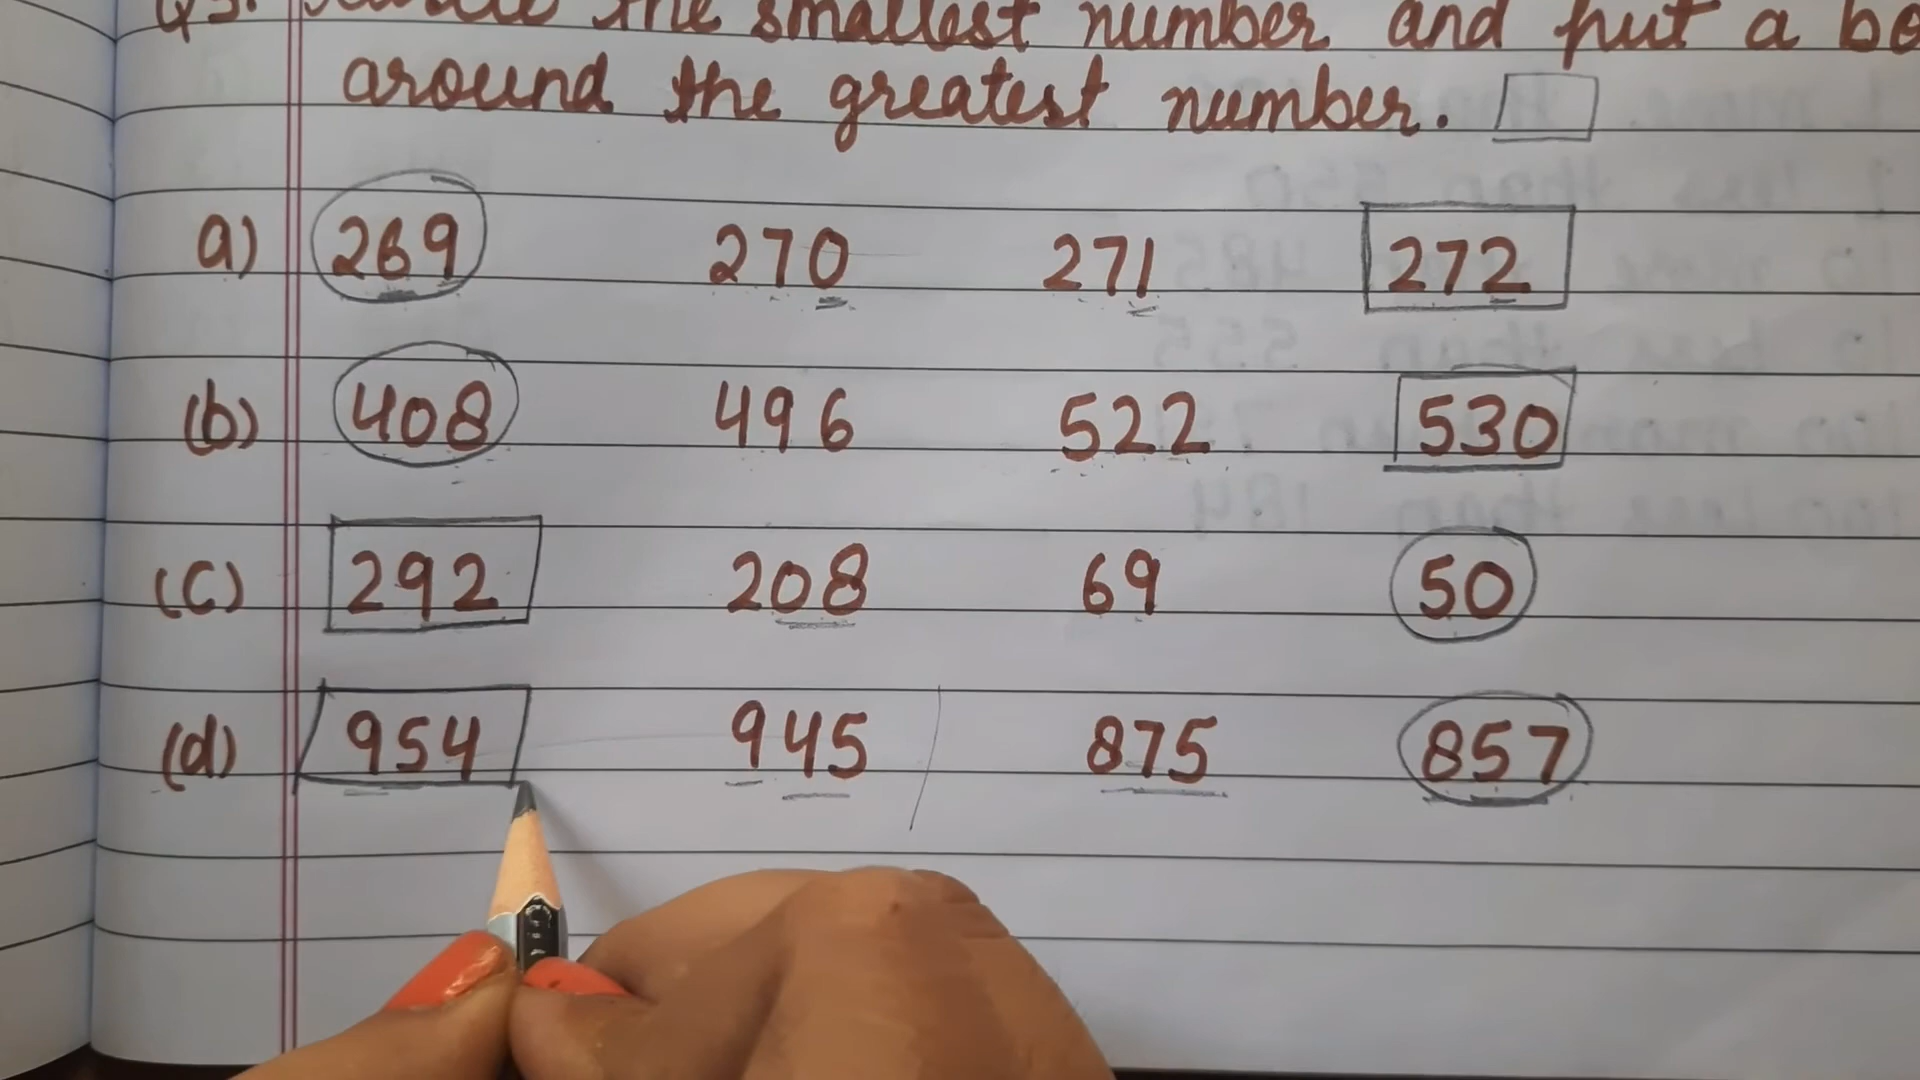 the smallest number and put a
around the greatest number.
a) 269 270 271 272
(b) 408 496 522 530
(c) 292 208 69 50
(d) 954 945 875 857